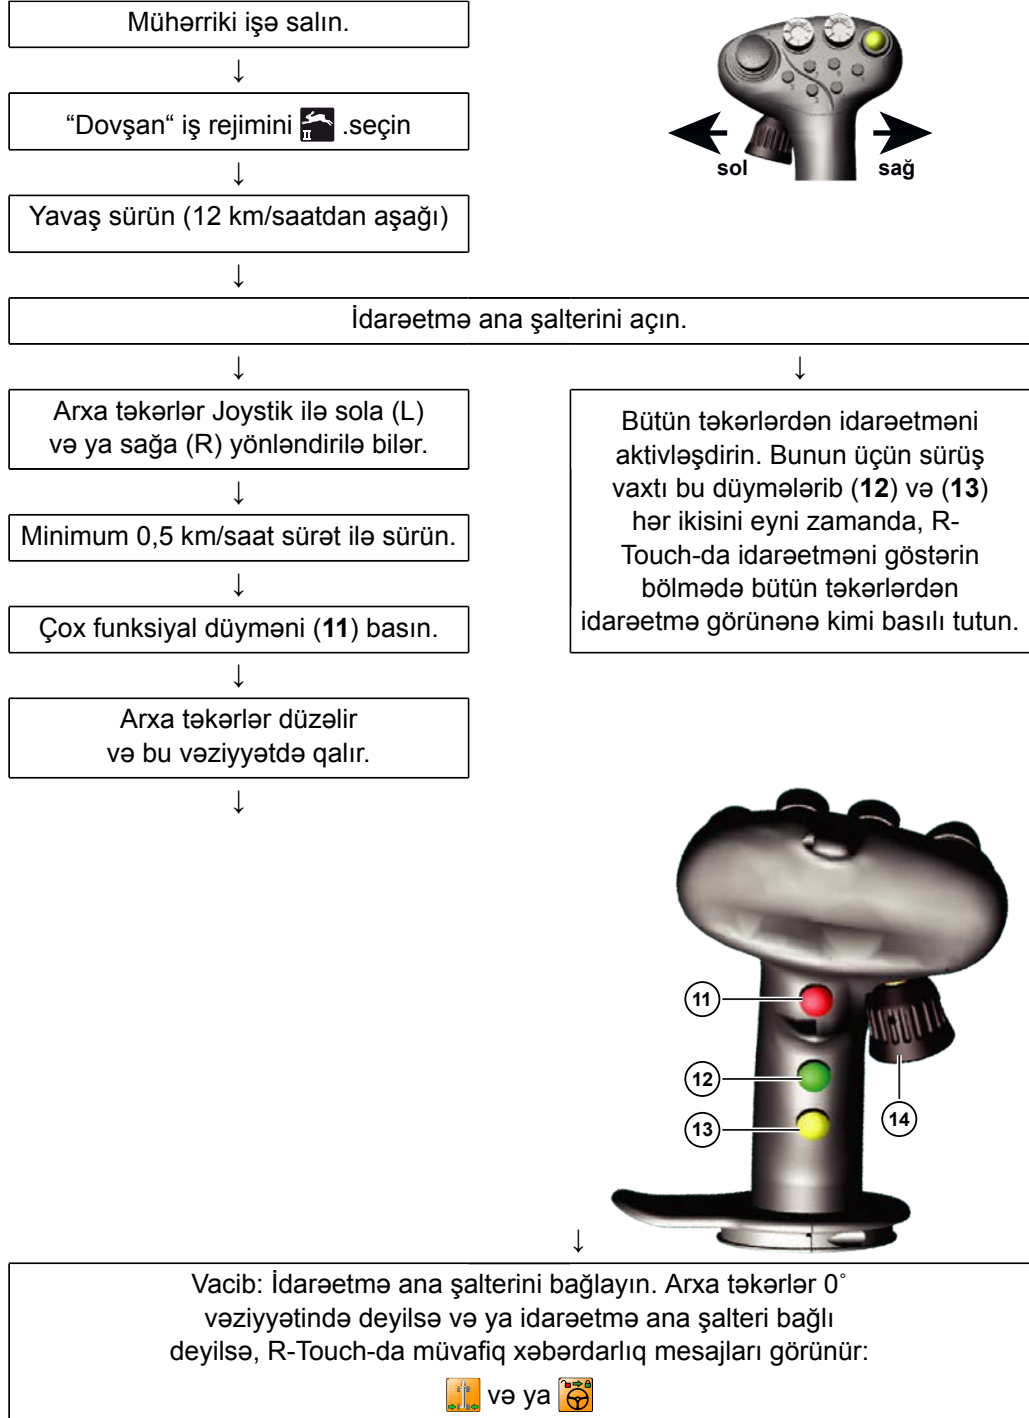 Mühərriki işə salın.
↓
“Dovşan“ iş rejimini II .seçin
↓
Yavaş sürün (12 km/saatdan aşağı)
↓
sol
sağ
İdarəetmə ana şalterini açın.
↓
Arxa təkərlər Joystik ilə sola (L)
və ya sağa (R) yönləndirilə bilər.
↓
Minimum 0,5 km/saat sürət ilə sürün.
↓
Çox funksiyal düyməni (11) basın.
↓
Arxa təkərlər düzəlir
və bu vəziyyətdə qalır.
↓
↓
Bütün təkərlərdən idarəetməni
aktivləşdirin. Bunun üçün sürüş
vaxtı bu düymələrib (12) və (13)
hər ikisini eyni zamanda, R-
Touch-da idarəetməni göstərin
bölmədə bütün təkərlərdən
idarəetmə görünənə kimi basılı tutun.
11
12
13
14
↓
Vacib: İdarəetmə ana şalterini bağlayın. Arxa təkərlər 0˚
vəziyyətində deyilsə və ya idarəetmə ana şalteri bağlı
deyilsə, R-Touch-da müvafiq xəbərdarlıq mesajları görünür:
və ya